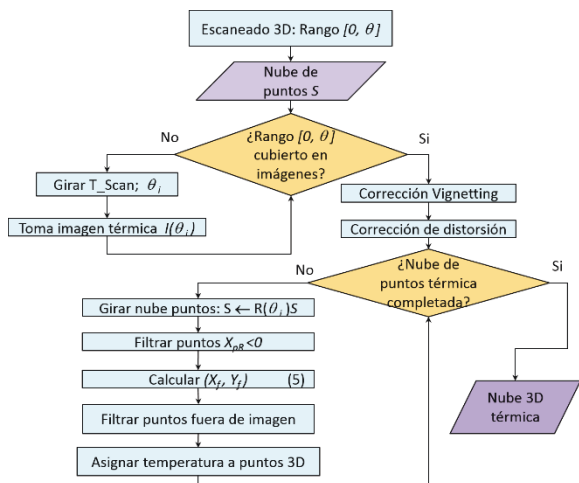 Escaneado 3D: Rango [0, θ]
Nube de
puntos S
No
¿Rango [0, θ]
cubierto en
imágenes?
Si
Girar T_Scan; θi
Toma imagen térmica I(θi)
Corrección Vignetting
Corrección de distorsión
No
¿Nube de
puntos térmica
completada?
Si
Girar nube puntos: S ← R(θi)S
Filtrar puntos XpR<0
Calcular (Xf, Yf) (5)
Filtrar puntos fuera de imagen
Asignar temperatura a puntos 3D
Nube 3D
térmica